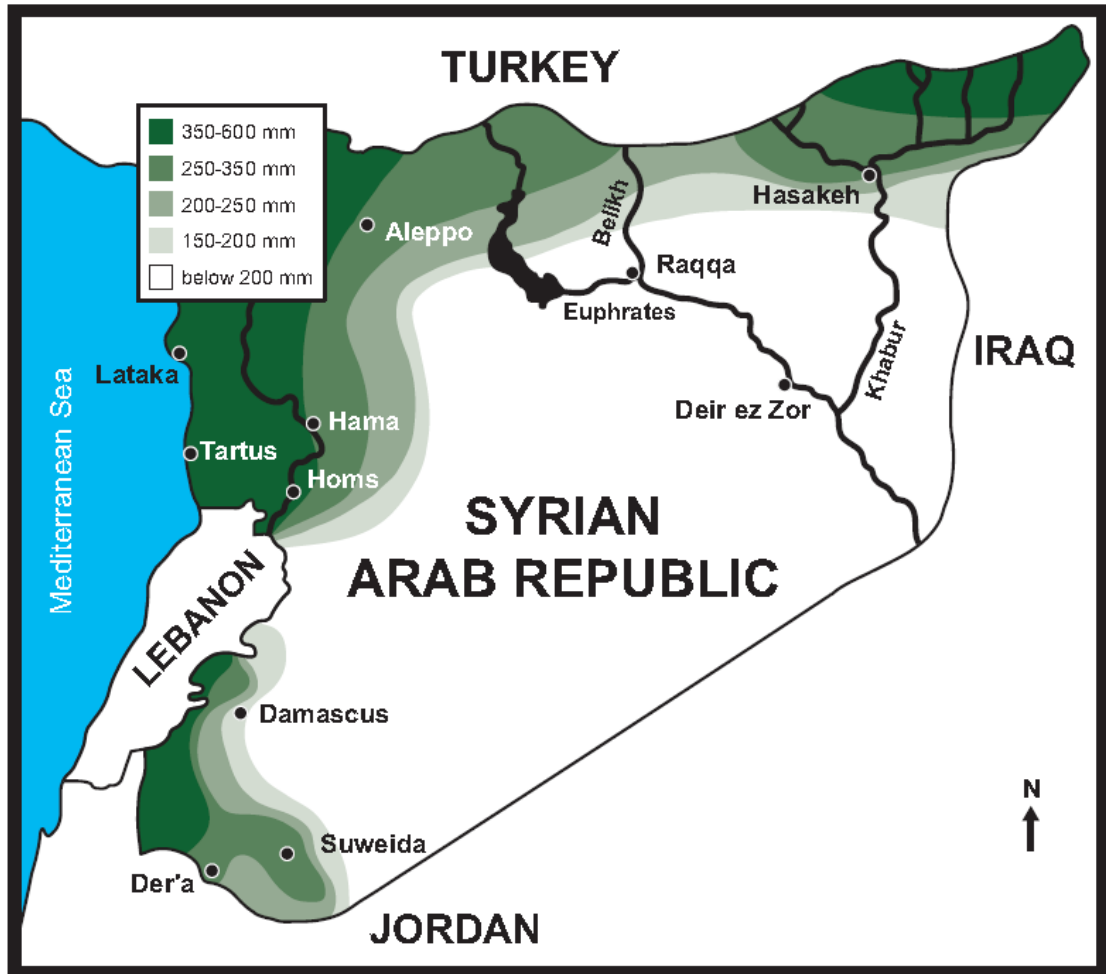 TURKEY
350-600 mm
250-350 mm
200-250 mm
150-200 mm
below 200 mm
Hasakeh
Aleppo
Belikh
Raqqa
Euphrates
IRAQ
Khabur
Lataka
Mediterranean Sea
Deir ez Zor
Hama
Tartus
Homs
SYRIAN
ARAB REPUBLIC
LEBANON
Damascus
N
Suweida
Der'a
JORDAN